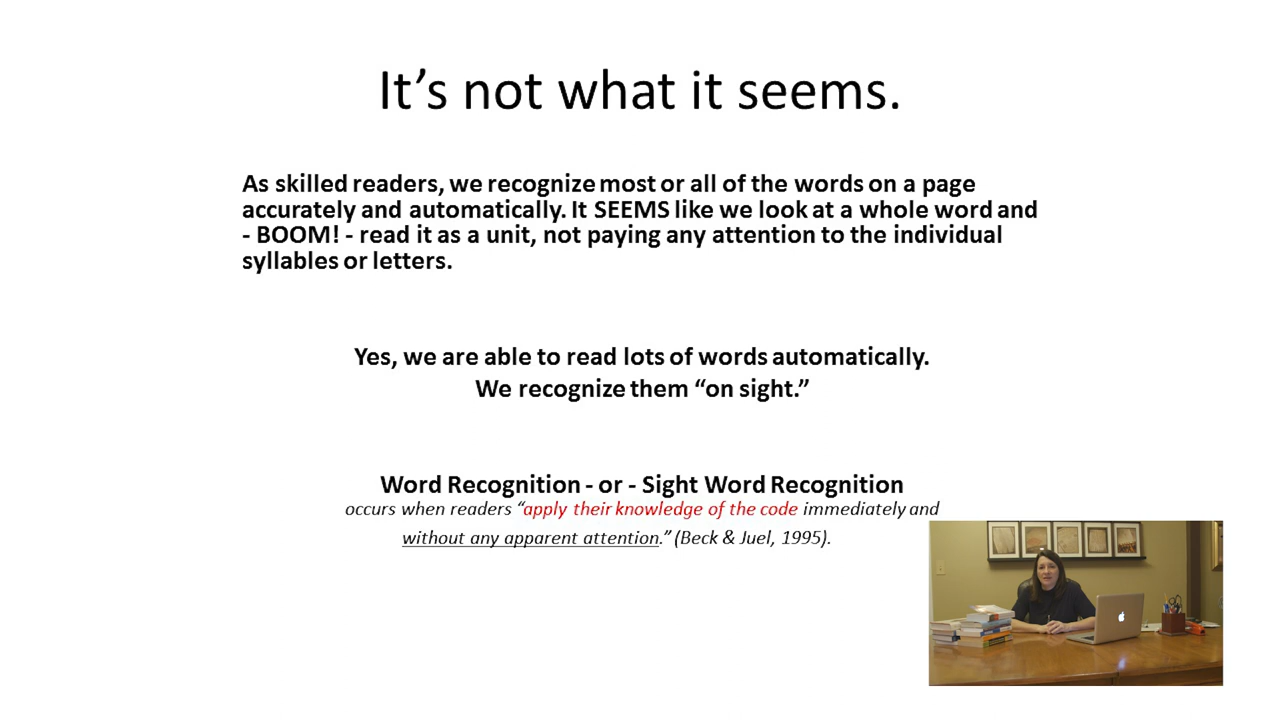 It’s not what it seems.
As skilled readers, we recognize most or all of the words on a page
accurately and automatically. It SEEMS like we look at a whole word and
- BOOM! - read it as a unit, not paying any attention to the individual
syllables or letters.
Yes, we are able to read lots of words automatically.
We recognize them “on sight.”
Word Recognition - or - Sight Word Recognition
occurs when readers “apply their knowledge of the code immediately and
without any apparent attention.” (Beck & Juel, 1995).